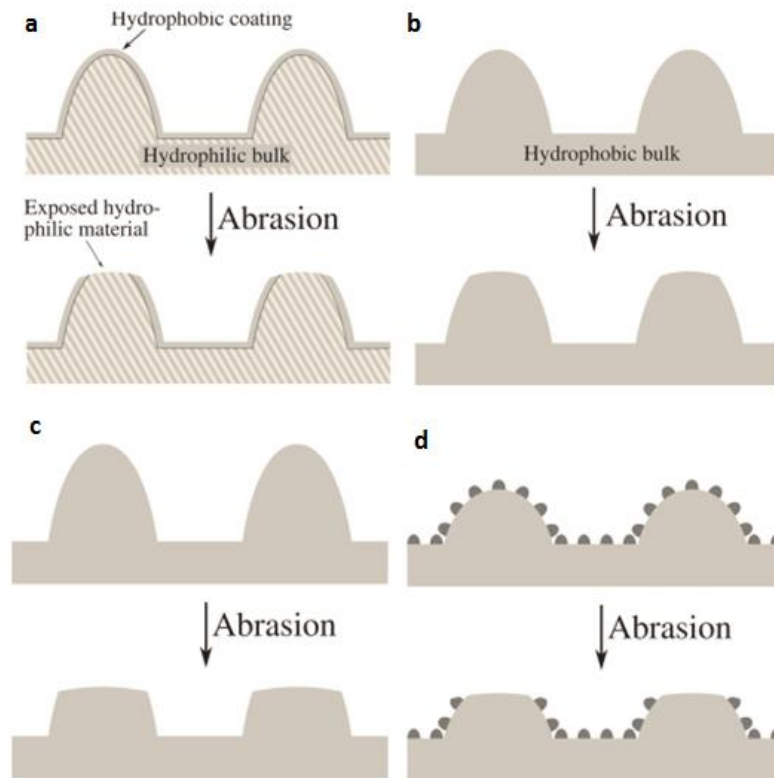 a
Hydrophobic coating
Hydrophilic bulk
Exposed hydro-
philic material
Abrasion
b
Hydrophobic bulk
Abrasion
c
Abrasion
d
Abrasion